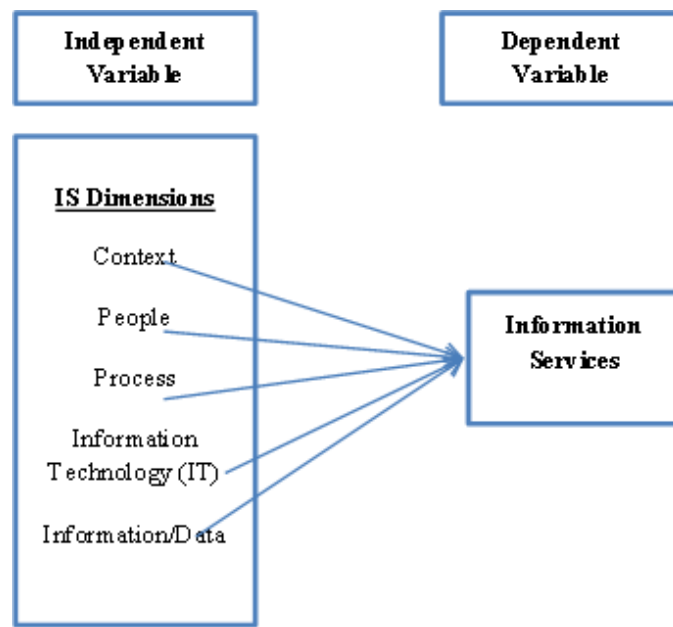 Independent
Variable
Dependent
Variable
IS Dimensions
Context
People
Process
Information
Technology (IT)
Information/Data
Information
Services